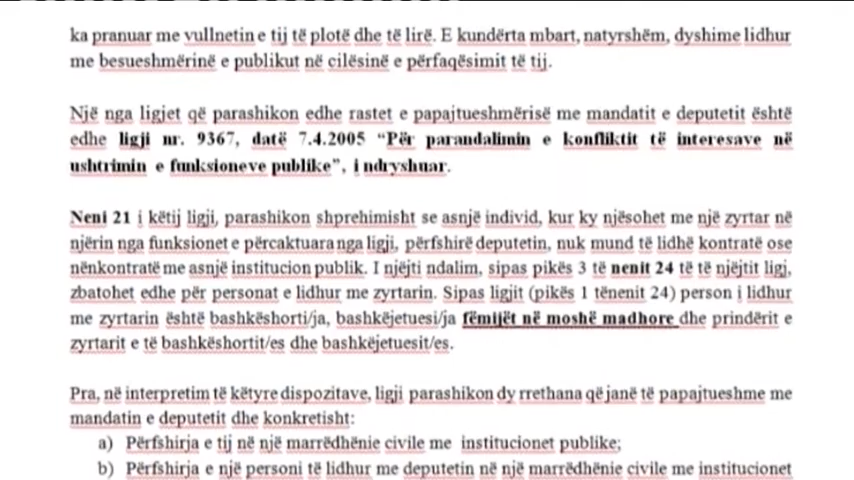 ka pranuar me vullnetin e tij të plotë dhe të lirë. E kundërta mbart, natyrshëm, dyshime lidhur
me besueshmërinë e publikut në cilësinë e përfaqësimit të tij.
Një nga ligjet që parashikon edhe rastet e papajtueshmërisë me mandatit e deputetit është
edhe ligji nr. 9367, datë 7.4.2005 “Për parandalimin e konfliktit të interesave në
ushtrimin e funksioneve publike”, i ndryshuar.
Neni 21 i këtij ligji, parashikon shprehimisht se asnjë individ, kur ky njësohet me një zyrtar në
njërin nga funksionet e përcaktuara nga ligji, përfshirë deputetin, nuk mund të lidhë kontratë ose
nënkontratë me asnjë institucion publik. I njëjti ndalim, sipas pikës 3 të nenit 24 të të njëjtit ligj,
zbatohet edhe për personat e lidhur me zyrtarin. Sipas ligjit (pikës 1 tënenit 24) person i lidhur
me zyrtarin është bashkëshorti/ja, bashkëjetuesi/ja fëmijët në moshë madhore dhe prindërit e
zyrtarit e të bashkëshortit/es dhe bashkëjetuesit/es.
Pra, në interpretim të këtyre dispozitave, ligji parashikon dy rrethana që janë të papajtueshme me
mandatin e deputetit dhe konkretisht:
a) Përfshirja e tij në një marrëdhënie civile me institucionet publike;
b) Përfshirja e një personi të lidhur me deputetin në një marrëdhënie civile me institucionet